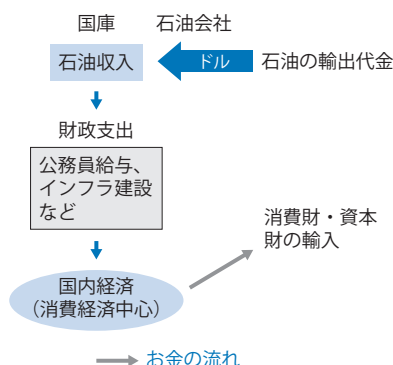 国庫 石油会社
石油収入 ドル 石油の輸出代金
財政支出
公務員給与、
インフラ建設
など
消費財・資本
財の輸入
国内経済
(消費経済中心)
お金の流れ